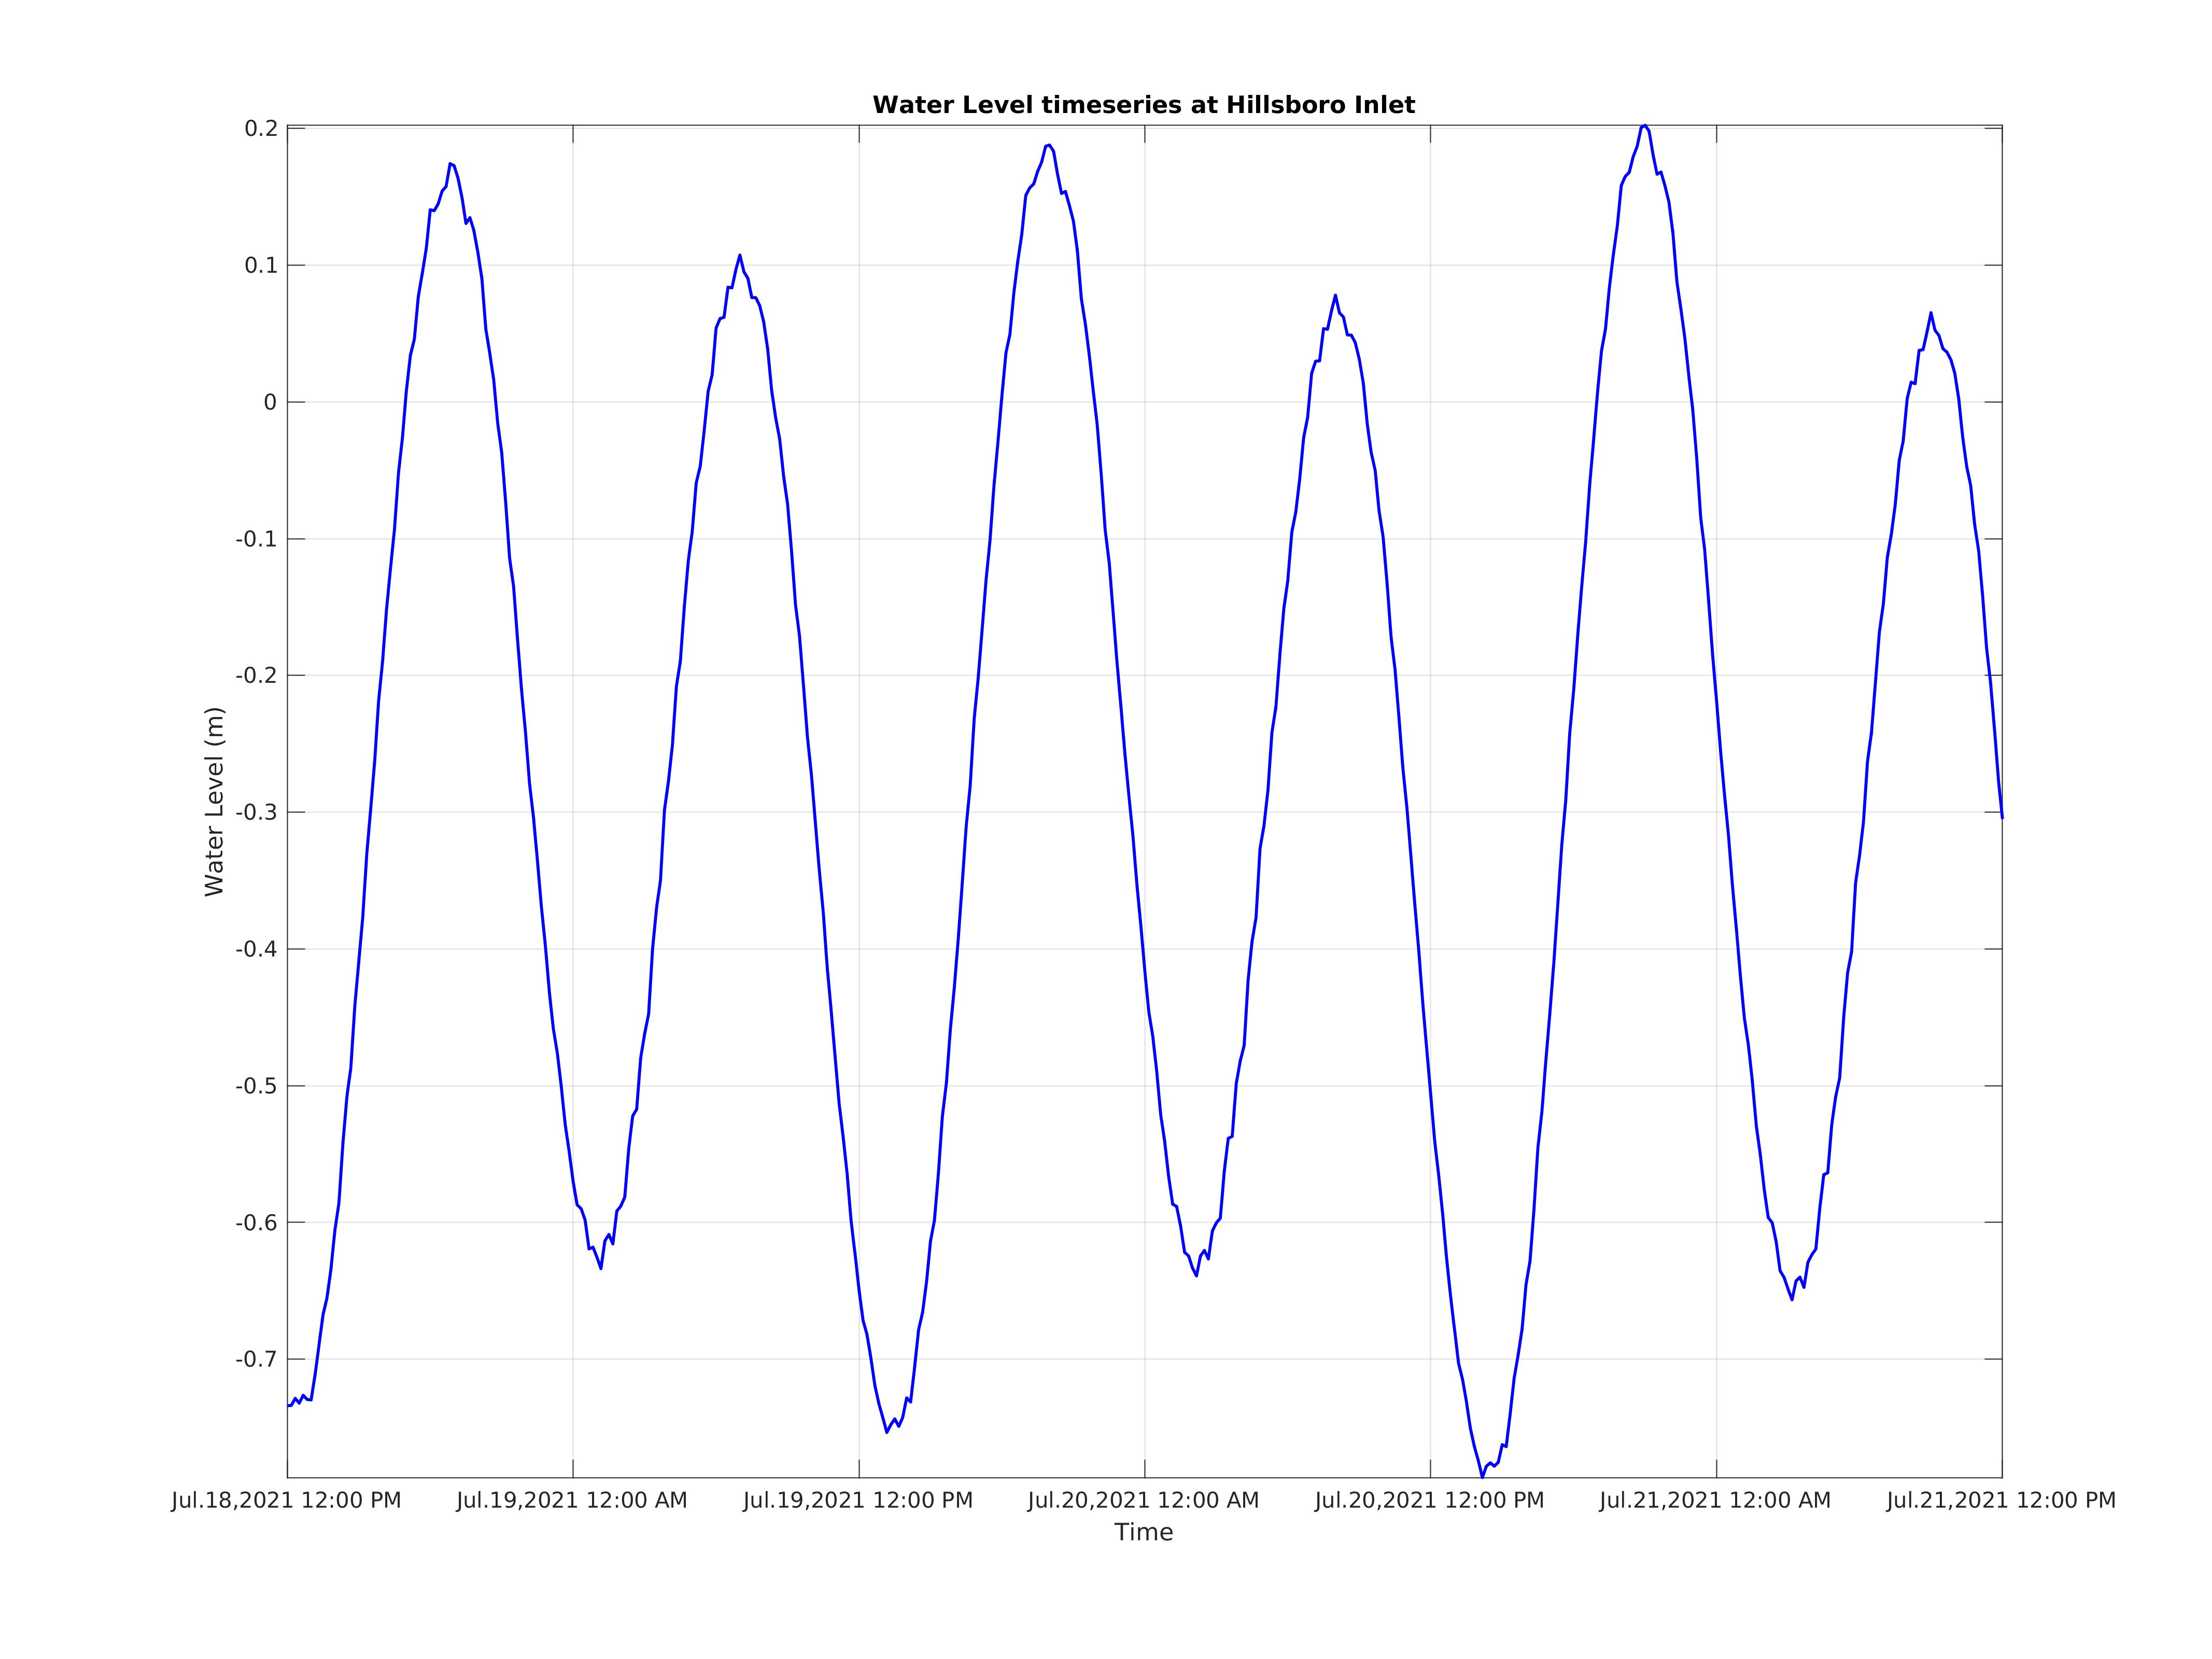 Water Level timeseries at Hillsboro Inlet
0.2
0.1
0
-0.1
-0.2
-0.3
-0.4
-0.5
-0.6
-0.7
Water Level (m)
Jul.18,2021 12:00 PM Jul.19,2021 12:00 AM Jul.19,2021 12:00 PM Jul.20,2021 12:00 AM Jul.20,2021 12:00 PM Jul.21,2021 12:00 AM Jul.21,2021 12:00 PM
Time